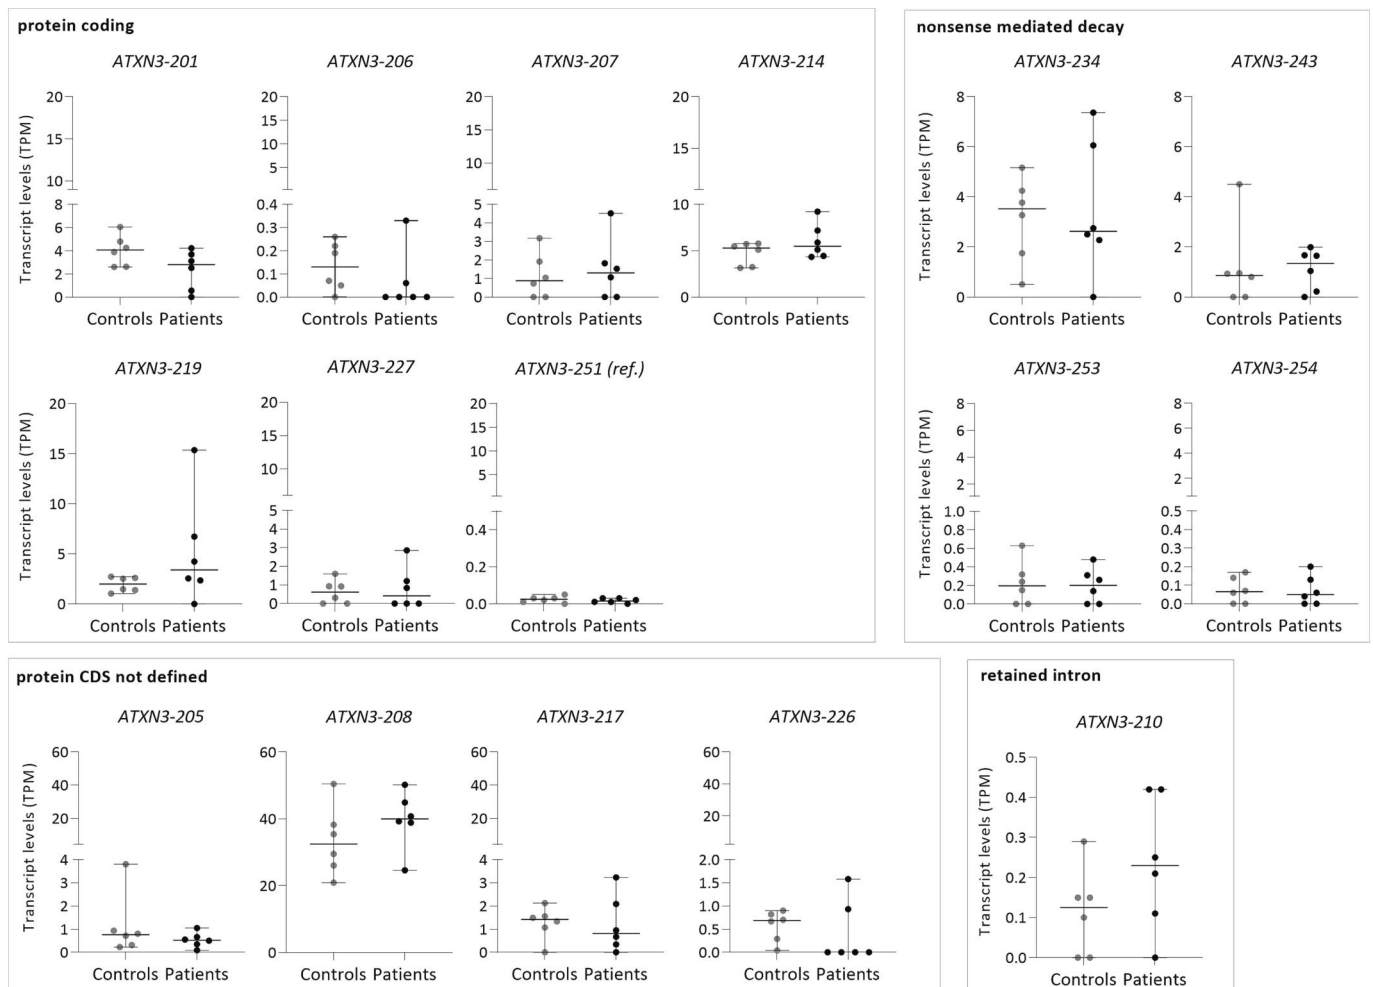 protein coding
ATXN3-201 ATXN3-206 ATXN3-207 ATXN3-214
Transcript levels (TPM)
20 15 10 8 6 4 2 0
Controls Patients
20 15 10 5 0.4 0.3 0.2 0.1 0.0
Controls Patients
20 15 10 5 4 3 2 1 0
Controls Patients
20 15 10 5 0
Controls Patients
ATXN3-219 ATXN3-227 ATXN3-251 (ref.)
Transcript levels (TPM)
20 15 10 5 0
Controls Patients
20 15 10 5 4 3 2 1 0
Controls Patients
20 15 10 5 0.4 0.2 0.0
Controls Patients
nonsense mediated decay
ATXN3-234 ATXN3-243
Transcript levels (TPM)
8 6 4 2 0
Controls Patients
8 6 4 2 0
Controls Patients
ATXN3-253 ATXN3-254
Transcript levels (TPM)
8 6 4 2 1.0 0.8 0.6 0.4 0.2 0.0
Controls Patients
8 6 4 2 0.5 0.4 0.3 0.2 0.1 0.0
Controls Patients
protein CDS not defined
ATXN3-205 ATXN3-208 ATXN3-217 ATXN3-226
Transcript levels (TPM)
60 40 20 4 3 2 1 0
Controls Patients
60 40 20 0
Controls Patients
60 40 20 4 3 2 1 0
Controls Patients
60 40 20 2.0 1.5 1.0 0.5 0.0
Controls Patients
retained intron
ATXN3-210
Transcript levels (TPM)
0.5 0.4 0.3 0.2 0.1 0.0
Controls Patients